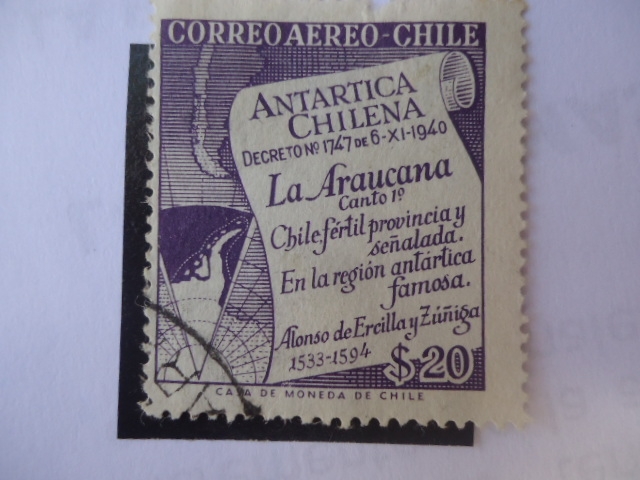 CORREO AEREO-CHILE
ANTARTICA
CHILENA
DECRETO Nº 1747 DE 6-XI-1940
La Araucana
Canto 1º
Chile, fértil provincia y
señalada.
En la región antártica
famosa.
Alonso de Ercilla y Zúñiga
1533-1594
$20
CASA DE MONEDA DE CHILE